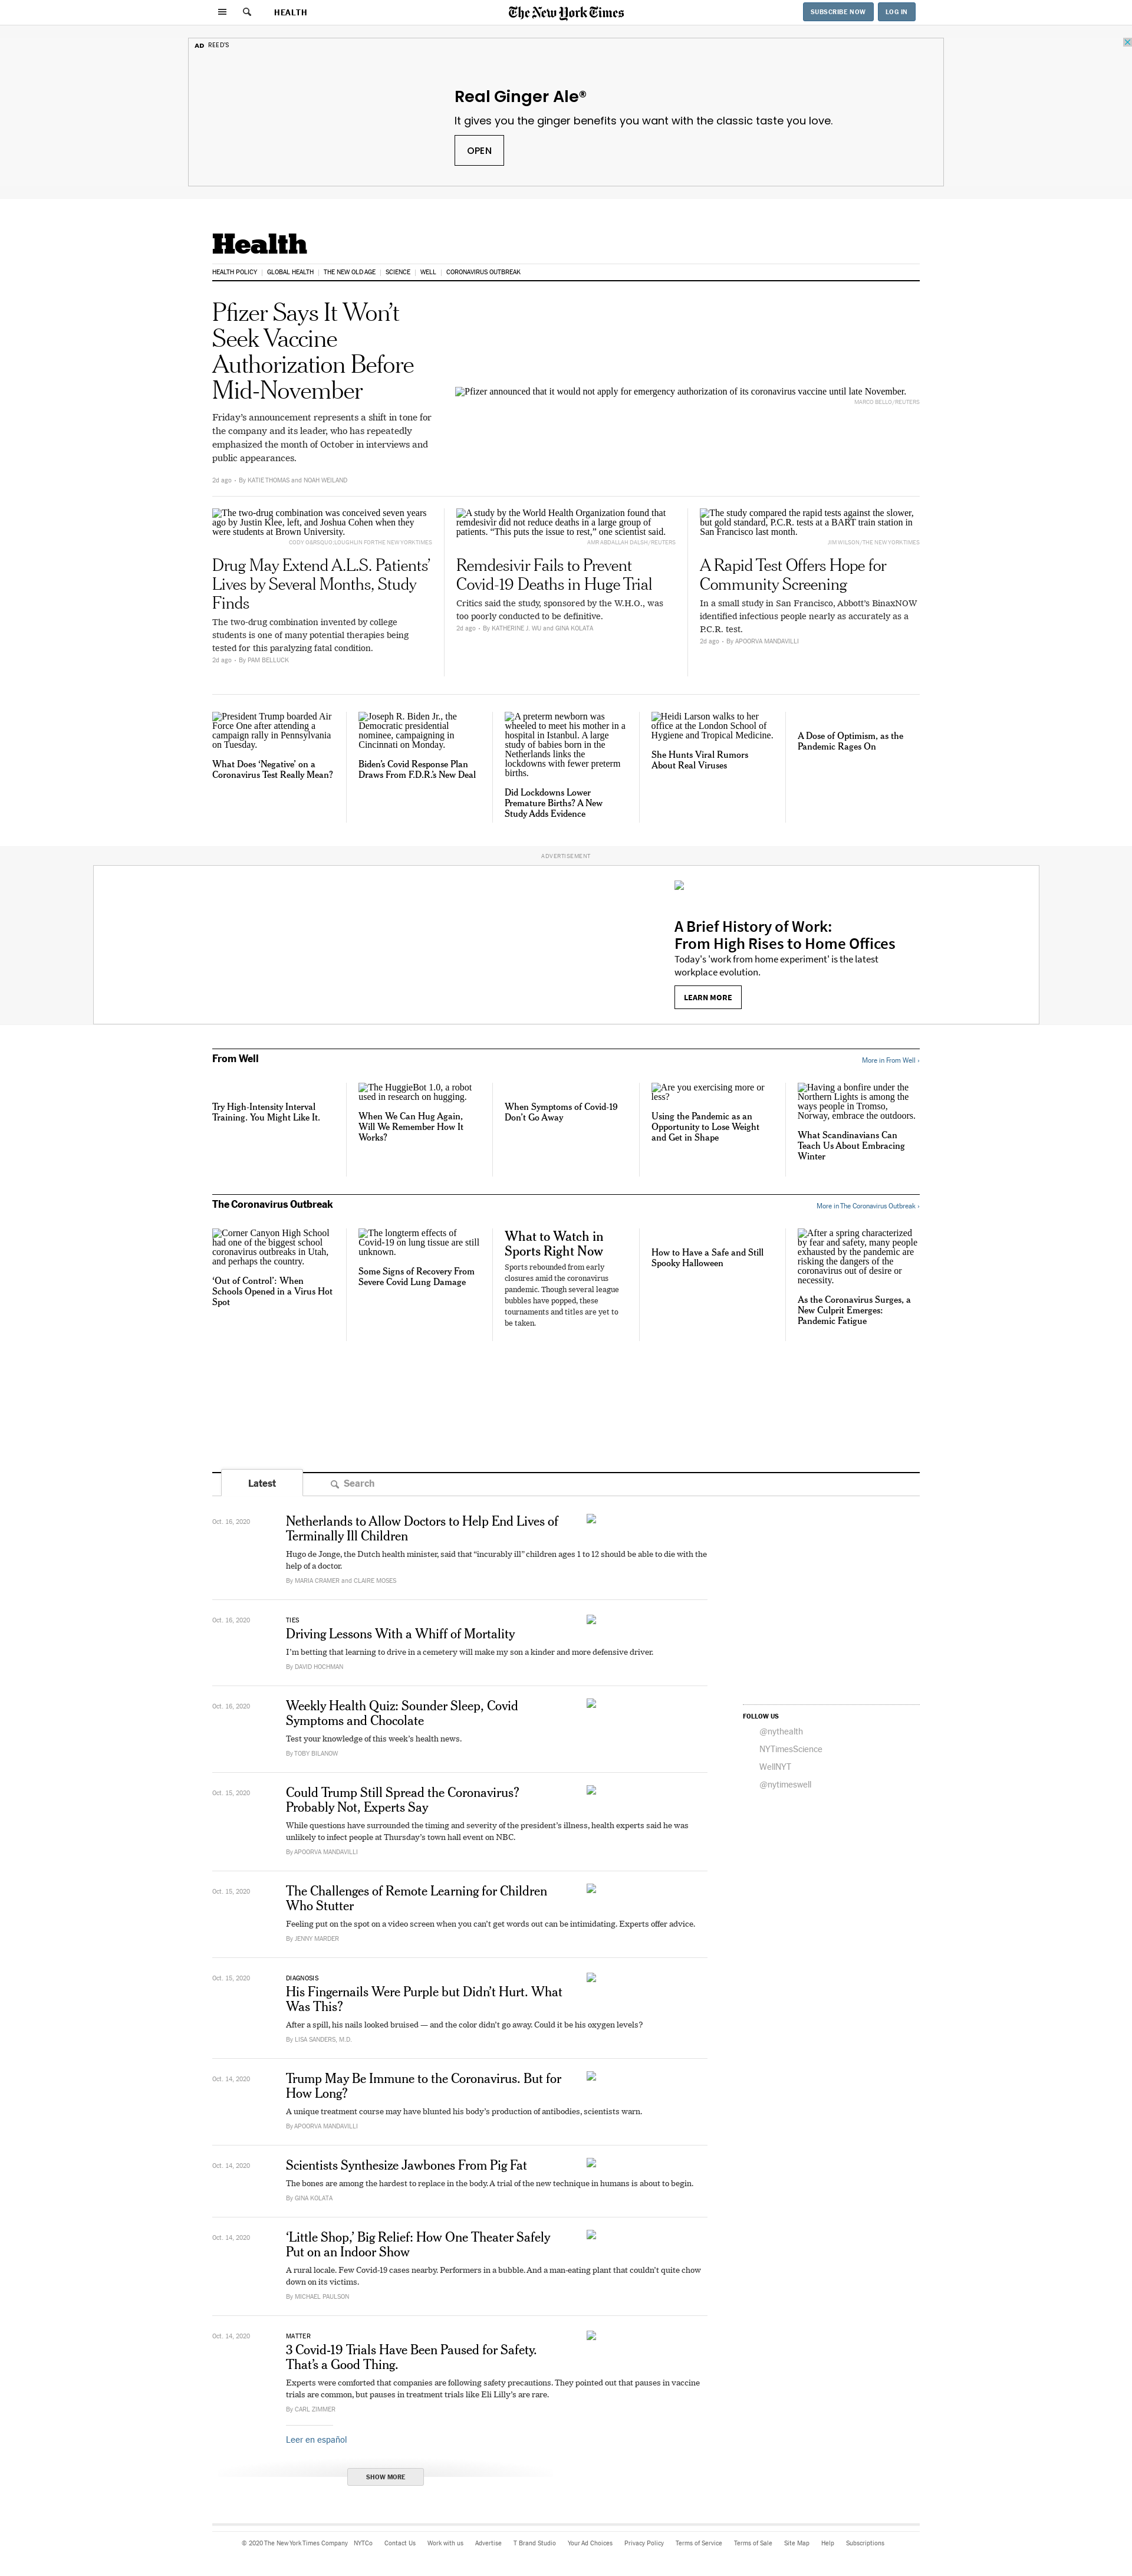 HEALTH
The New York Times
SUBSCRIBE NOW
LOG IN
AD REED'S
Real Ginger Ale®
It gives you the ginger benefits you want with the classic taste you love.
OPEN
Health
HEALTH POLICY
GLOBAL HEALTH
THE NEW OLD AGE
SCIENCE
WELL
CORONAVIRUS OUTBREAK
Pfizer Says It Won’t
Seek Vaccine
Authorization Before
Mid-November
Friday’s announcement represents a shift in tone for
the company and its leader, who has repeatedly
emphasized the month of October in interviews and
public appearances.
2d ago · By KATIE THOMAS and NOAH WEILAND
Pfizer announced that it would not apply for emergency authorization of its coronavirus vaccine until late November.
MARCO BELLO/REUTERS
The two-drug combination was conceived seven years
ago by Justin Klee, left, and Joshua Cohen when they
were students at Brown University.
CODY O&RSQUO;LOUGHLIN FOR THE NEW YORK TIMES
Drug May Extend A.L.S. Patients’
Lives by Several Months, Study
Finds
The two-drug combination invented by college
students is one of many potential therapies being
tested for this paralyzing fatal condition.
2d ago · By PAM BELLUCK
A study by the World Health Organization found that
remdesivir did not reduce deaths in a large group of
patients. “This puts the issue to rest,” one scientist said.
AMR ABDALLAH DALSH/REUTERS
Remdesivir Fails to Prevent
Covid-19 Deaths in Huge Trial
Critics said the study, sponsored by the W.H.O., was
too poorly conducted to be definitive.
2d ago · By KATHERINE J. WU and GINA KOLATA
The study compared the rapid tests against the slower,
but gold standard, P.C.R. tests at a BART train station in
San Francisco last month.
JIM WILSON/THE NEW YORK TIMES
A Rapid Test Offers Hope for
Community Screening
In a small study in San Francisco, Abbott’s BinaxNOW
identified infectious people nearly as accurately as a
P.C.R. test.
2d ago · By APOORVA MANDAVILLI
President Trump boarded Air
Force One after attending a
campaign rally in Pennsylvania
on Tuesday.
What Does ‘Negative’ on a
Coronavirus Test Really Mean?
Joseph R. Biden Jr., the
Democratic presidential
nominee, campaigning in
Cincinnati on Monday.
Biden’s Covid Response Plan
Draws From F.D.R.’s New Deal
A preterm newborn was
wheeled to meet his mother in a
hospital in Istanbul. A large
study of babies born in the
Netherlands links the
lockdowns with fewer preterm
births.
Did Lockdowns Lower
Premature Births? A New
Study Adds Evidence
Heidi Larson walks to her
office at the London School of
Hygiene and Tropical Medicine.
She Hunts Viral Rumors
About Real Viruses
A Dose of Optimism, as the
Pandemic Rages On
ADVERTISEMENT
A Brief History of Work:
From High Rises to Home Offices
Today's 'work from home experiment' is the latest
workplace evolution.
LEARN MORE
From Well
More in From Well ›
Try High-Intensity Interval
Training. You Might Like It.
The HuggieBot 1.0, a robot
used in research on hugging.
When We Can Hug Again,
Will We Remember How It
Works?
When Symptoms of Covid-19
Don’t Go Away
Are you exercising more or
less?
Using the Pandemic as an
Opportunity to Lose Weight
and Get in Shape
Having a bonfire under the
Northern Lights is among the
ways people in Tromso,
Norway, embrace the outdoors.
What Scandinavians Can
Teach Us About Embracing
Winter
The Coronavirus Outbreak
More in The Coronavirus Outbreak ›
Corner Canyon High School
had one of the biggest school
coronavirus outbreaks in Utah,
and perhaps the country.
‘Out of Control’: When
Schools Opened in a Virus Hot
Spot
The longterm effects of
Covid-19 on lung tissue are still
unknown.
Some Signs of Recovery From
Severe Covid Lung Damage
What to Watch in
Sports Right Now
Sports rebounded from early
closures amid the coronavirus
pandemic. Though several league
bubbles have popped, these
tournaments and titles are yet to
be taken.
How to Have a Safe and Still
Spooky Halloween
After a spring characterized
by fear and safety, many people
exhausted by the pandemic are
risking the dangers of the
coronavirus out of desire or
necessity.
As the Coronavirus Surges, a
New Culprit Emerges:
Pandemic Fatigue
Latest
Search
Oct. 16, 2020
Netherlands to Allow Doctors to Help End Lives of
Terminally Ill Children
Hugo de Jonge, the Dutch health minister, said that “incurably ill” children ages 1 to 12 should be able to die with the
help of a doctor.
By MARIA CRAMER and CLAIRE MOSES
Oct. 16, 2020
TIES
Driving Lessons With a Whiff of Mortality
I’m betting that learning to drive in a cemetery will make my son a kinder and more defensive driver.
By DAVID HOCHMAN
Oct. 16, 2020
Weekly Health Quiz: Sounder Sleep, Covid
Symptoms and Chocolate
Test your knowledge of this week’s health news.
By TOBY BILANOW
FOLLOW US
@nythealth
NYTimesScience
WellNYT
@nytimeswell
Oct. 15, 2020
Could Trump Still Spread the Coronavirus?
Probably Not, Experts Say
While questions have surrounded the timing and severity of the president’s illness, health experts said he was
unlikely to infect people at Thursday’s town hall event on NBC.
By APOORVA MANDAVILLI
Oct. 15, 2020
The Challenges of Remote Learning for Children
Who Stutter
Feeling put on the spot on a video screen when you can’t get words out can be intimidating. Experts offer advice.
By JENNY MARDER
Oct. 15, 2020
DIAGNOSIS
His Fingernails Were Purple but Didn’t Hurt. What
Was This?
After a spill, his nails looked bruised — and the color didn’t go away. Could it be his oxygen levels?
By LISA SANDERS, M.D.
Oct. 14, 2020
Trump May Be Immune to the Coronavirus. But for
How Long?
A unique treatment course may have blunted his body’s production of antibodies, scientists warn.
By APOORVA MANDAVILLI
Oct. 14, 2020
Scientists Synthesize Jawbones From Pig Fat
The bones are among the hardest to replace in the body. A trial of the new technique in humans is about to begin.
By GINA KOLATA
Oct. 14, 2020
‘Little Shop,’ Big Relief: How One Theater Safely
Put on an Indoor Show
A rural locale. Few Covid-19 cases nearby. Performers in a bubble. And a man-eating plant that couldn’t quite chow
down on its victims.
By MICHAEL PAULSON
Oct. 14, 2020
MATTER
3 Covid-19 Trials Have Been Paused for Safety.
That’s a Good Thing.
Experts were comforted that companies are following safety precautions. They pointed out that pauses in vaccine
trials are common, but pauses in treatment trials like Eli Lilly’s are rare.
By CARL ZIMMER
Leer en español
SHOW MORE
© 2020 The New York Times Company NYTCo Contact Us Work with us Advertise T Brand Studio Your Ad Choices Privacy Policy Terms of Service Terms of Sale Site Map Help Subscriptions